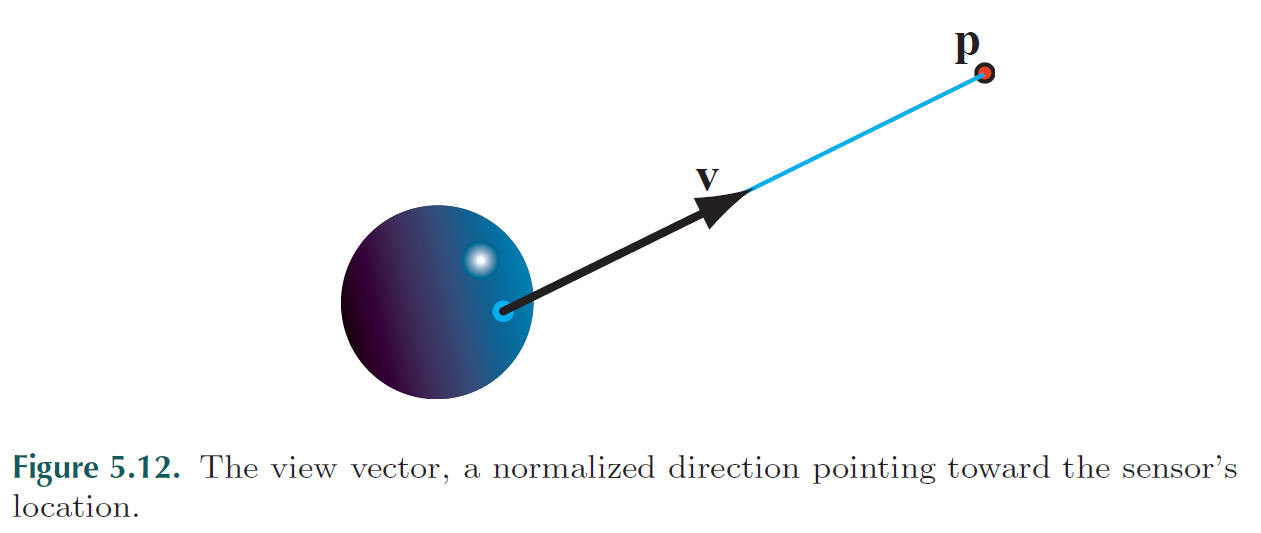 p
v
Figure 5.12. The view vector, a normalized direction pointing toward the sensor's
location.